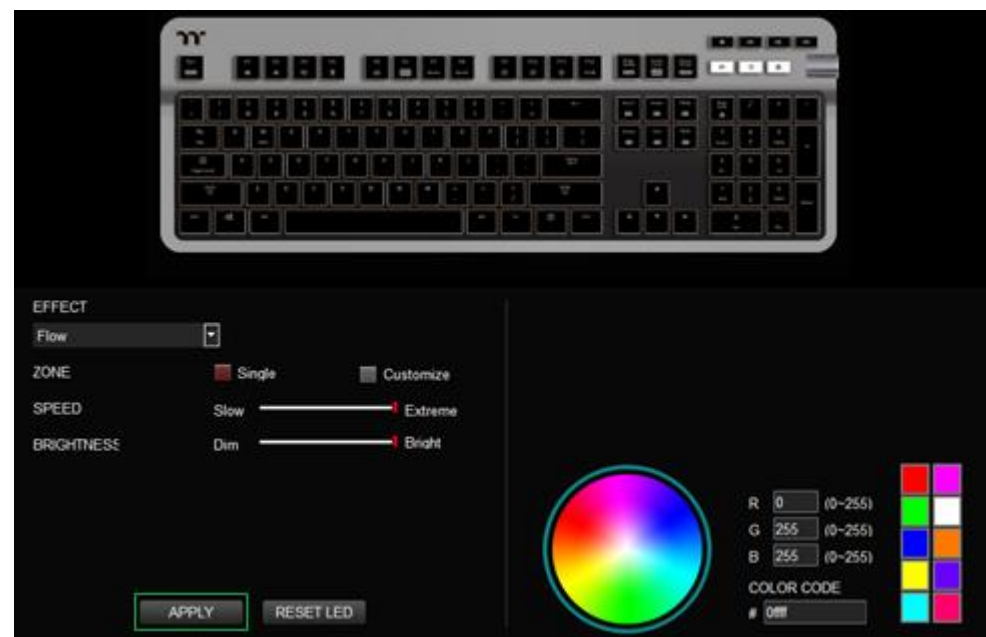 EFFECT
Flow
ZONE
Single
Customize
SPEED
Slow
Extreme
BRIGHTNESS
Dim
Bright
R 0 (0~255)
G 255 (0~255)
B 255 (0~255)
COLOR CODE
# 0ffff
APPLY
RESET LED